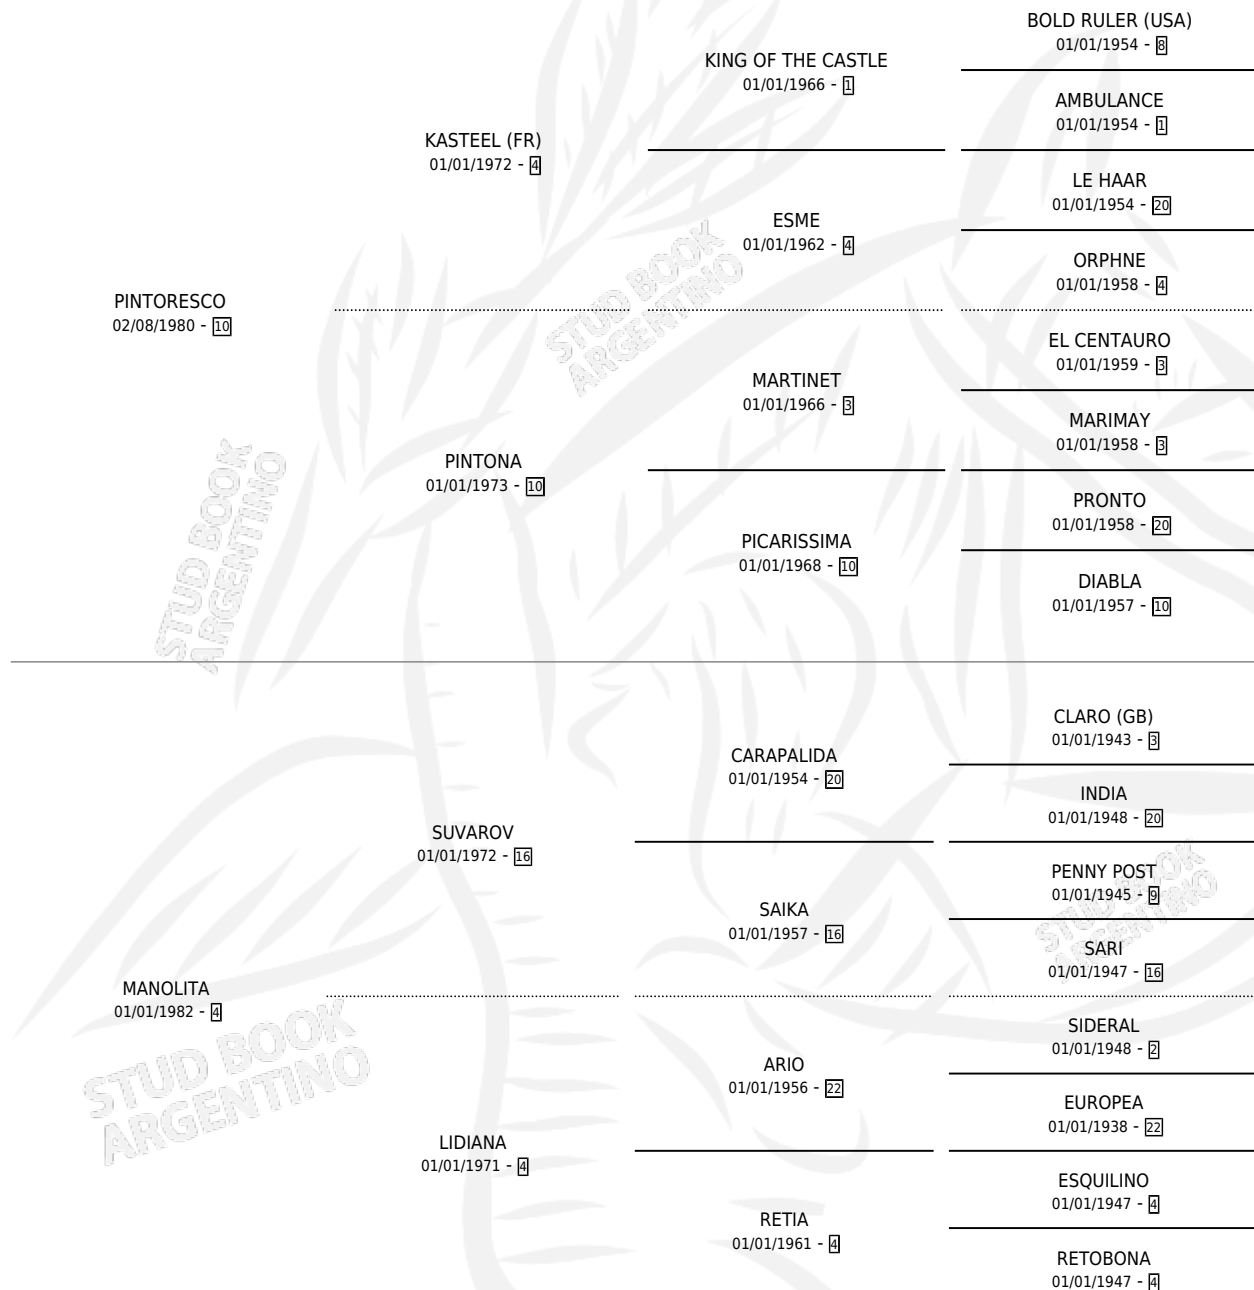 BOLD RULER (USA)
01/01/1954 - 8
KING OF THE CASTLE
01/01/1966 - 1
AMBULANCE
01/01/1954 - 1
KASTEEL (FR)
01/01/1972 - 4
LE HAAR
01/01/1954 - 20
ESME
01/01/1962 - 4
ORPHNE
01/01/1958 - 4
PINTORESCO
02/08/1980 - 10
EL CENTAURO
01/01/1959 - 3
MARTINET
01/01/1966 - 3
MARIMAY
01/01/1958 - 3
PINTONA
01/01/1973 - 10
PRONTO
01/01/1958 - 20
PICARISSIMA
01/01/1968 - 10
DIABLA
01/01/1957 - 10
CLARO (GB)
01/01/1943 - 3
CARAPALIDA
01/01/1954 - 20
INDIA
01/01/1948 - 20
SUVAROV
01/01/1972 - 16
PENNY POST
01/01/1945 - 9
SAIKA
01/01/1957 - 16
SARI
01/01/1947 - 16
MANOLITA
01/01/1982 - 4
SIDERAL
01/01/1948 - 2
ARIO
01/01/1956 - 22
EUROPEA
01/01/1938 - 22
LIDIANA
01/01/1971 - 4
ESQUILINO
01/01/1947 - 4
RETIA
01/01/1961 - 4
RETOBONA
01/01/1947 - 4
STUD BOOK
ARGENTINO
STUD BOOK
ARGENTINO
STUD BOOK
ARGENTINO
STUD BOOK
ARGENTINO